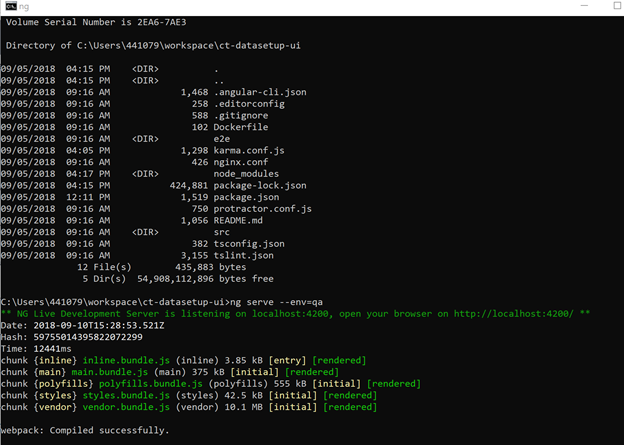 ng
Volume Serial Number is 2EA6-7AE3
Directory of C:\Users\441079\workspace\ct-datasetup-ui
09/05/2018  04:15 PM    <DIR>          .
09/05/2018  04:15 PM    <DIR>          ..
09/05/2018  09:16 AM             1,468 .angular-cli.json
09/05/2018  09:16 AM               258 .editorconfig
09/05/2018  09:16 AM               588 .gitignore
09/05/2018  09:16 AM               102 Dockerfile
09/05/2018  09:16 AM    <DIR>          e2e
09/05/2018  04:05 PM             1,298 karma.conf.js
09/05/2018  09:16 AM               426 nginx.conf
09/05/2018  04:17 PM    <DIR>          node_modules
09/05/2018  04:15 PM           424,881 package-lock.json
09/05/2018  12:11 PM             1,519 package.json
09/05/2018  09:16 AM               750 protractor.conf.js
09/05/2018  09:16 AM             1,056 README.md
09/05/2018  09:16 AM    <DIR>          src
09/05/2018  09:16 AM               382 tsconfig.json
09/05/2018  09:16 AM             3,155 tslint.json
12 File(s)        435,883 bytes
5 Dir(s)  54,908,112,896 bytes free
C:\Users\441079\workspace\ct-datasetup-ui>ng serve --env=qa
** NG Live Development Server is listening on localhost:4200, open your browser on http://localhost:4200/ **
Date: 2018-09-10T15:28:53.521Z
Hash: 59755014395822072299
Time: 12441ms
chunk {inline} inline.bundle.js (inline) 3.85 kB [entry] [rendered]
chunk {main} main.bundle.js (main) 375 kB [initial] [rendered]
chunk {polyfills} polyfills.bundle.js (polyfills) 555 kB [initial] [rendered]
chunk {styles} styles.bundle.js (styles) 42.5 kB [initial] [rendered]
chunk {vendor} vendor.bundle.js (vendor) 10.1 MB [initial] [rendered]
webpack: Compiled successfully.